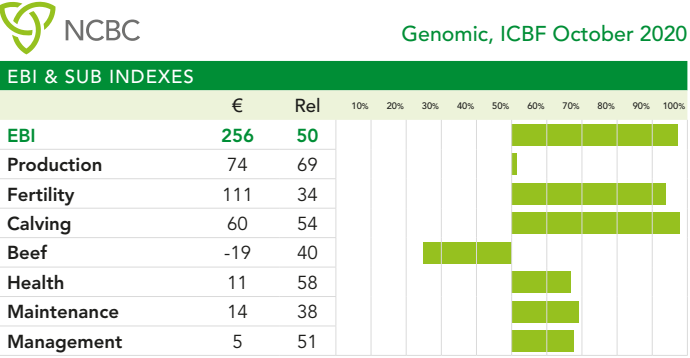 NCBC
Genomic, ICBF October 2020
EBI & SUB INDEXES
€ Rel 10% 20% 30% 40% 50% 60% 70% 80% 90% 100%
EBI 256 50
Production 74 69
Fertility 111 34
Calving 60 54
Beef -19 40
Health 11 58
Maintenance 14 38
Management 5 51